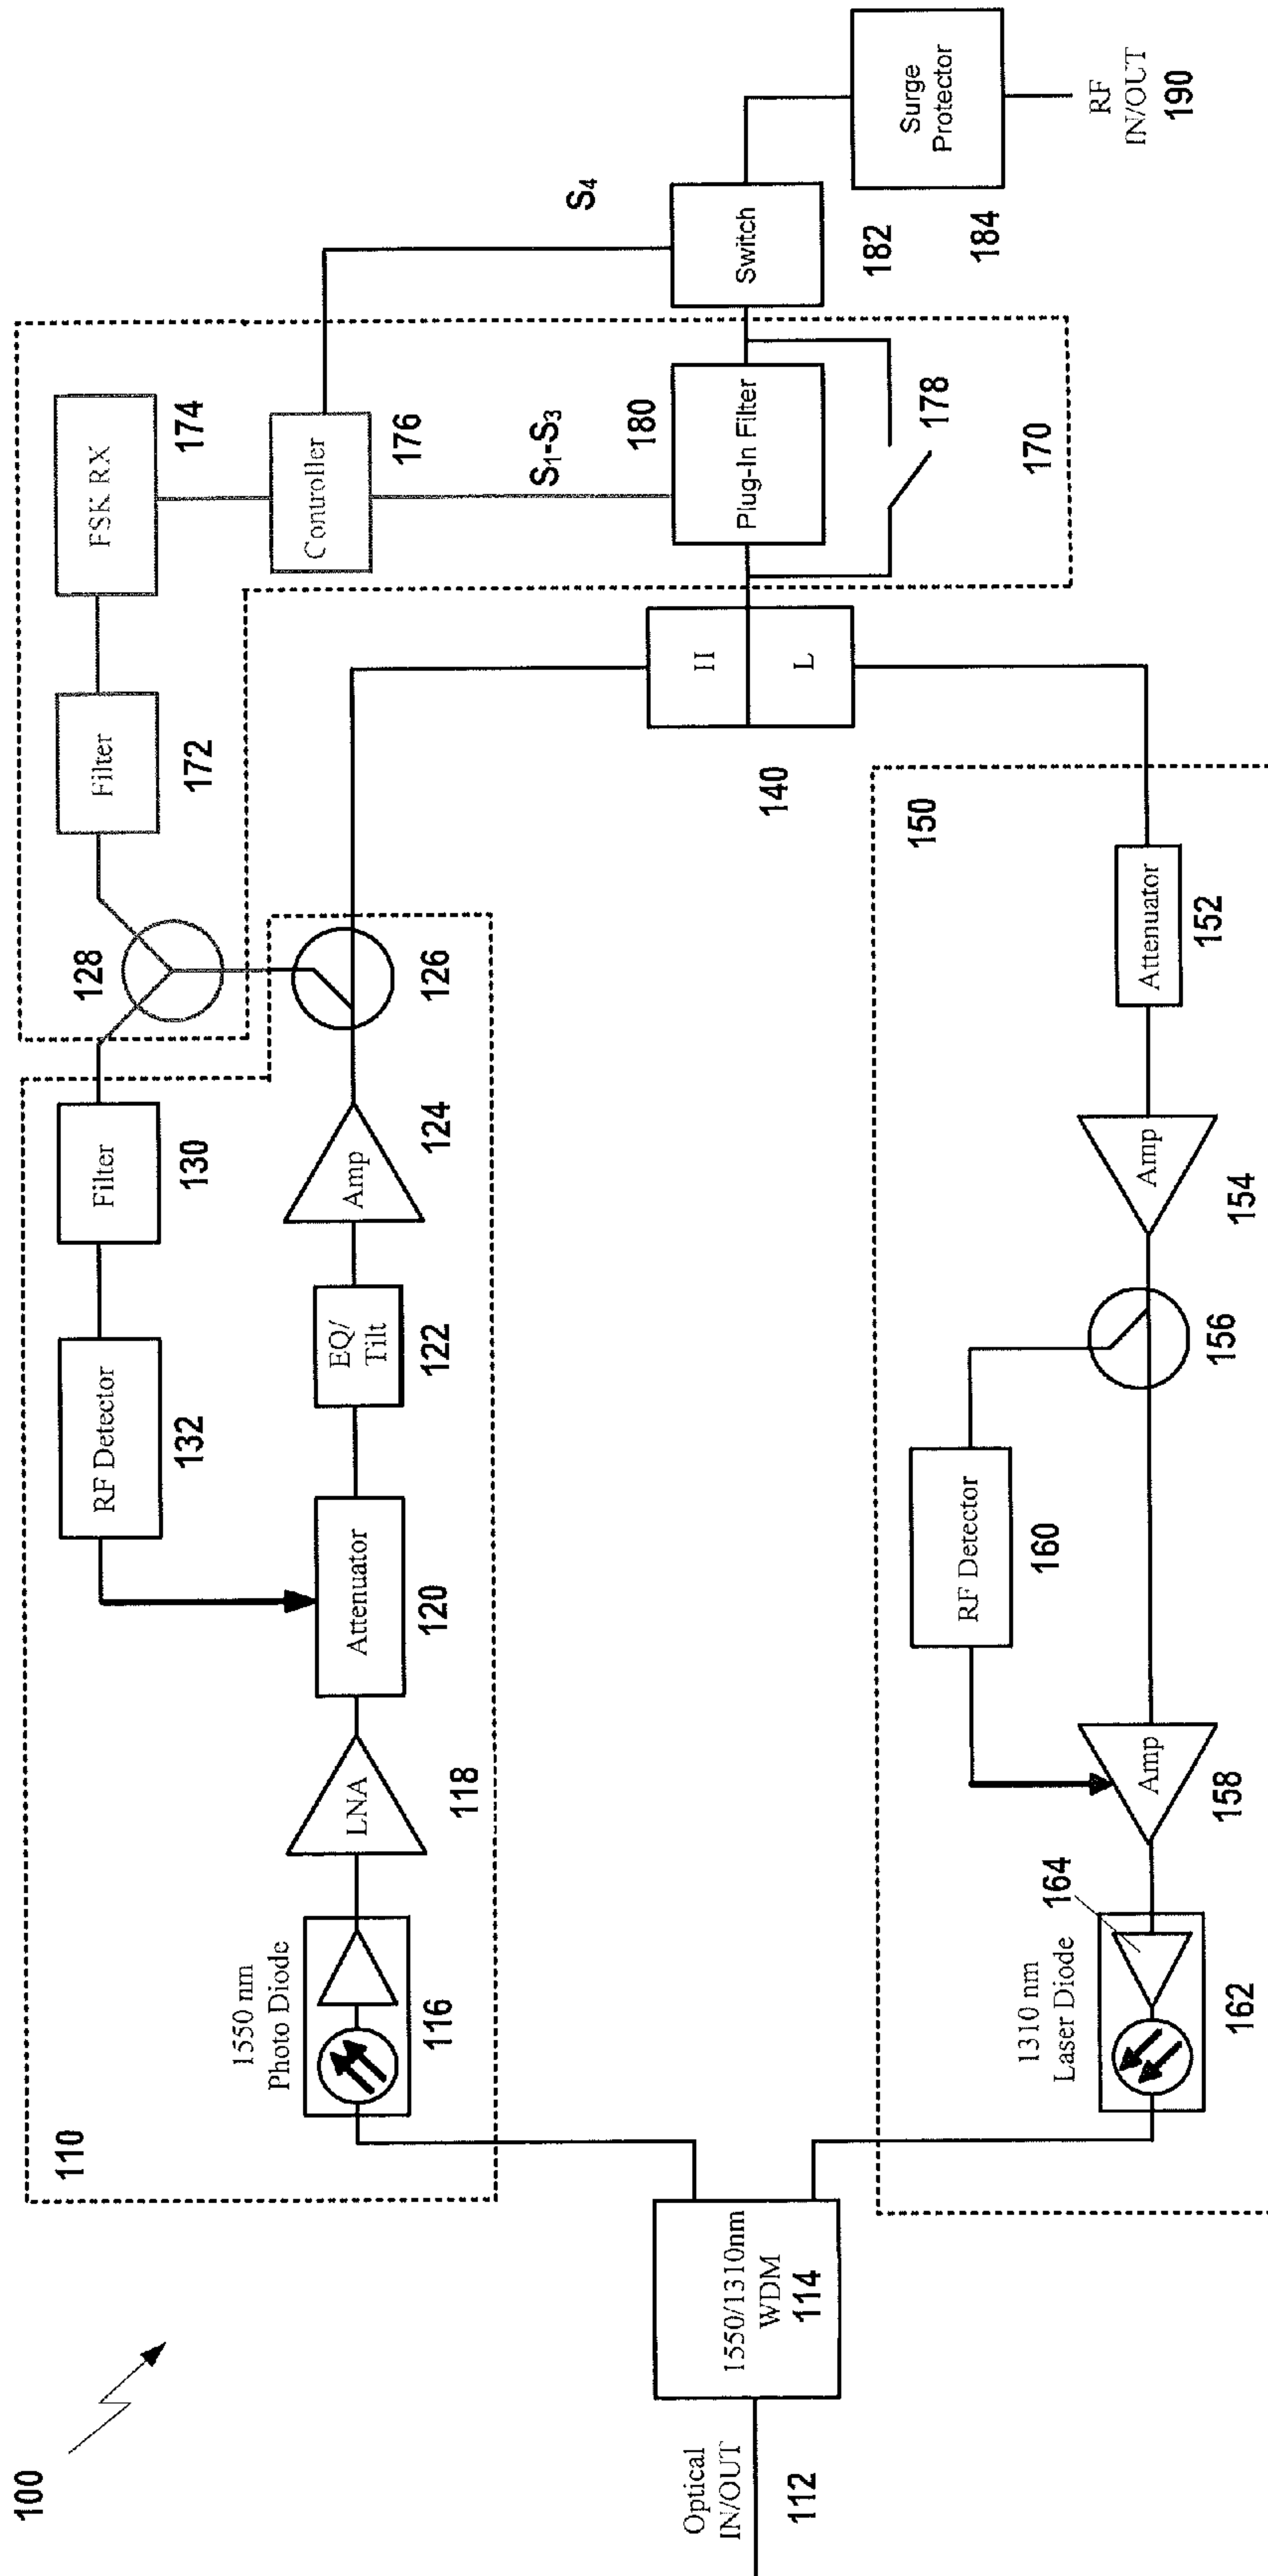 100
110
1550 nm
Photo Diode
116
LNA
118
Attenuator
120
EQ/
Tilt
122
Amp
124
126
RF Detector
132
Filter
130
128
Filter
172
FSK RX
174
Controller
176
S1-S3
S4
Plug-In Filter
180
178
170
Switch
182
Surge
Protector
184
RF
IN/OUT
190
H
L
140
Optical
IN/OUT
112
1550/1310nm
WDM
114
150
1310 nm
Laser Diode
164
162
Amp
158
RF Detector
160
156
Amp
154
Attenuator
152